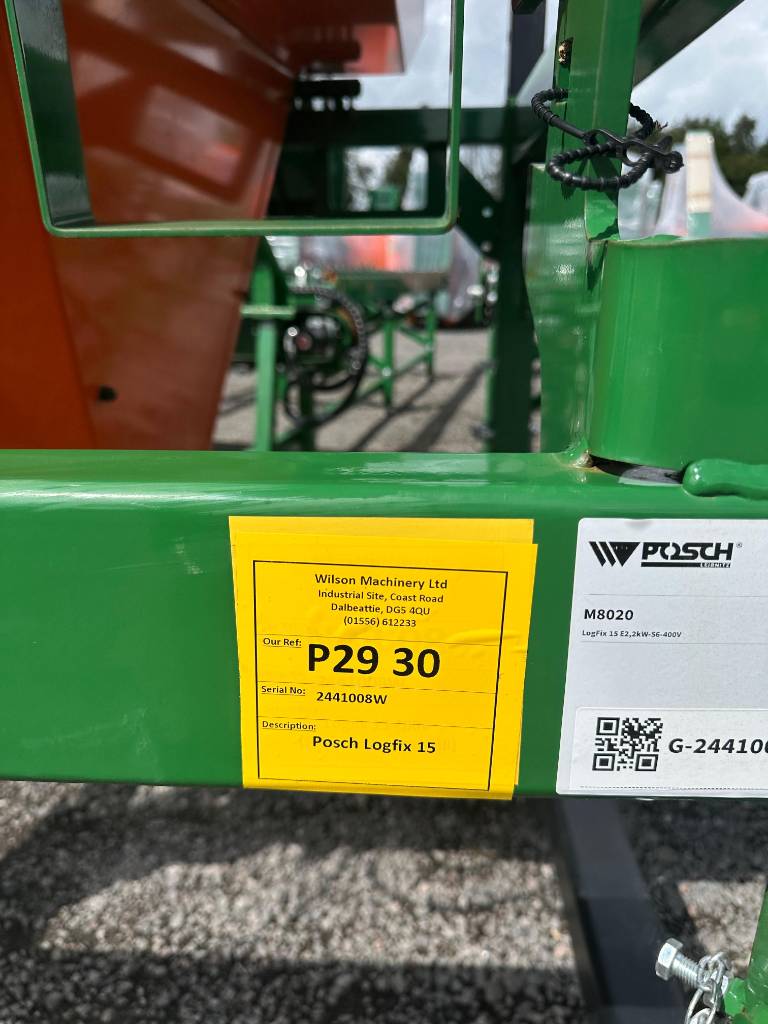 Wilson Machinery Ltd
Industrial Site, Coast Road
Dalbeattie, DG5 4QU
(01556) 612233
Our Ref: P29 30
Serial No: 2441008W
Description:
Posch Logfix 15
POSCH®
LEIBNITZ
M8020
LogFix 15 E2,2kW-S6-400V
G-244100